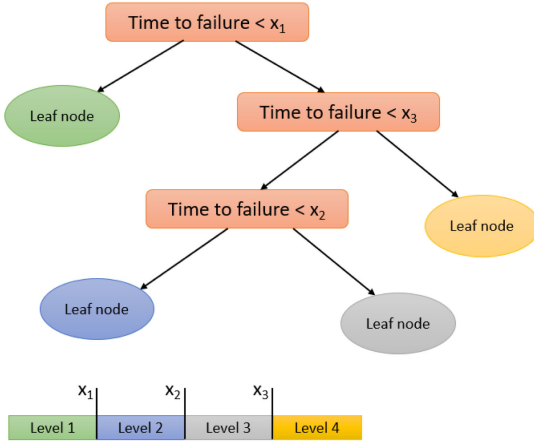 Time to failure < x₁
Leaf node
Time to failure < x₃
Time to failure < x₂
Leaf node
Leaf node
Leaf node
x₁ x₂ x₃
Level 1 Level 2 Level 3 Level 4